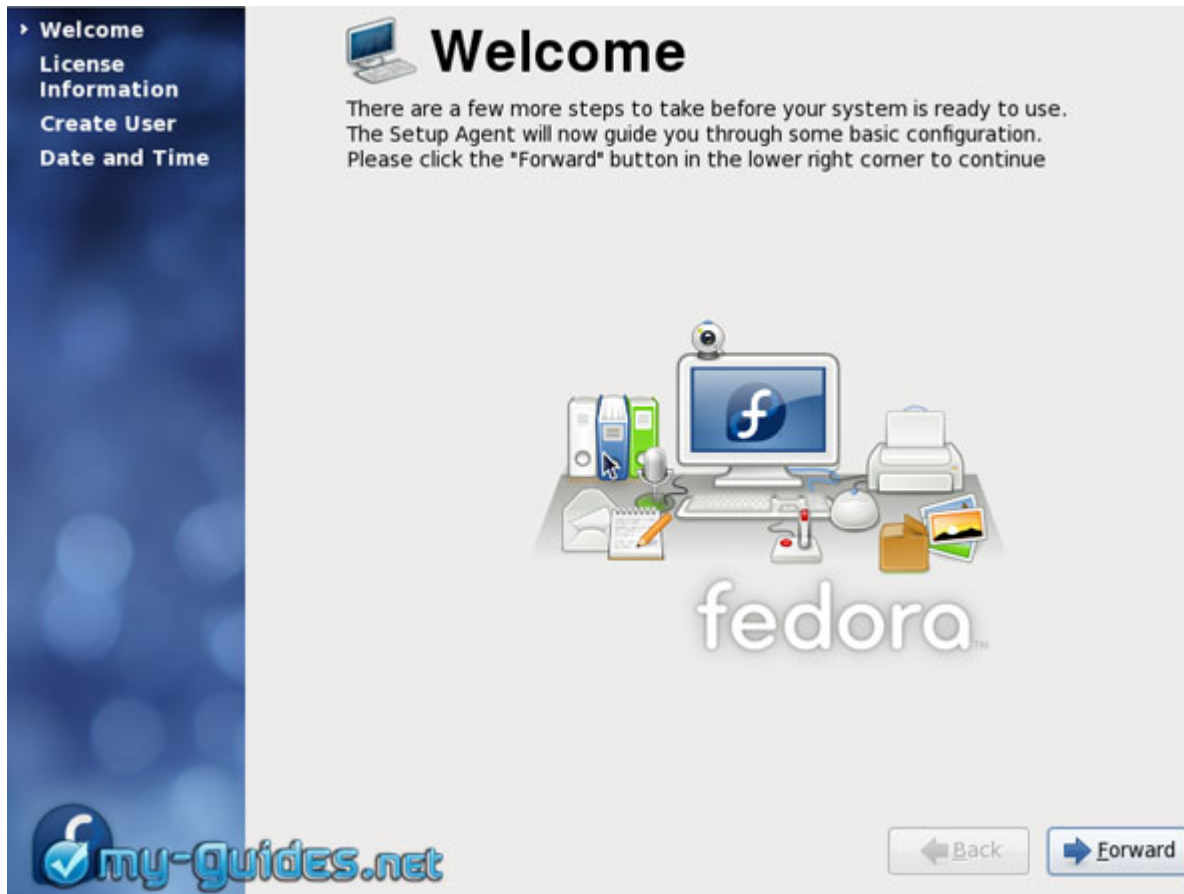 Welcome
License
Information
Create User
Date and Time
Welcome
There are a few more steps to take before your system is ready to use.
The Setup Agent will now guide you through some basic configuration.
Please click the "Forward" button in the lower right corner to continue
fedora™
my-guides.net
Back
Forward